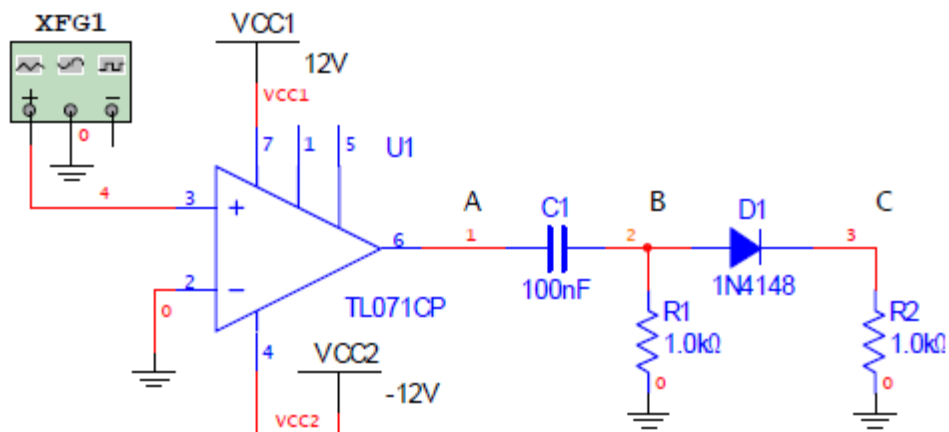 XFG1
VCC1
12V
VCC1
+
−
0
7
1
5
U1
4
3
+
A
C1
B
D1
C
6
1
2
3
2
−
0
TL071CP
100nF
1N4148
R1
1.0kΩ
R2
1.0kΩ
4
VCC2
0
0
-12V
VCC2